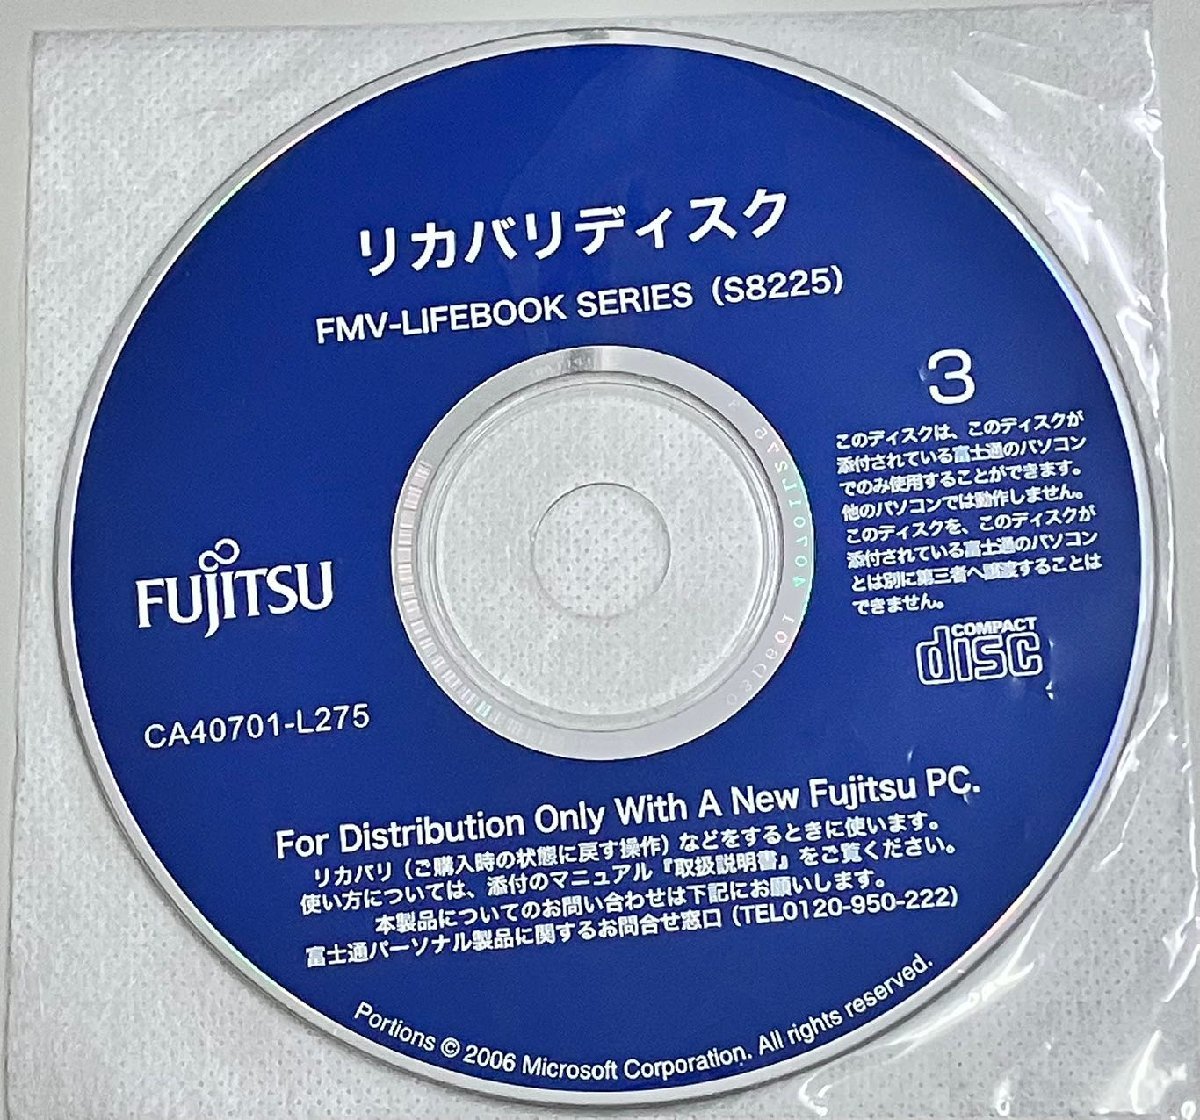 リカバリディスク
FMV-LIFEBOOK SERIES（S8225）
3
このディスクは、このディスクが
添付されている富士通のパソコン
でのみ使用することができます。
他のパソコンでは動作しません。
このディスクを、このディスクが
添付されている富士通のパソコン
とは別に第三者へ譲渡することは
できません。
FUJITSU
COMPACT
disc
CA40701-L275
For Distribution Only With A New Fujitsu PC.
リカバリ（ご購入時の状態に戻す操作）などをするときに使います。
使い方については、添付のマニュアル『取扱説明書』をご覧ください。
本製品についてのお問い合わせは下記にお願いします。
富士通パーソナル製品に関するお問合せ窓口（TEL0120-950-222）
Portions © 2006 Microsoft Corporation. All rights reserved.